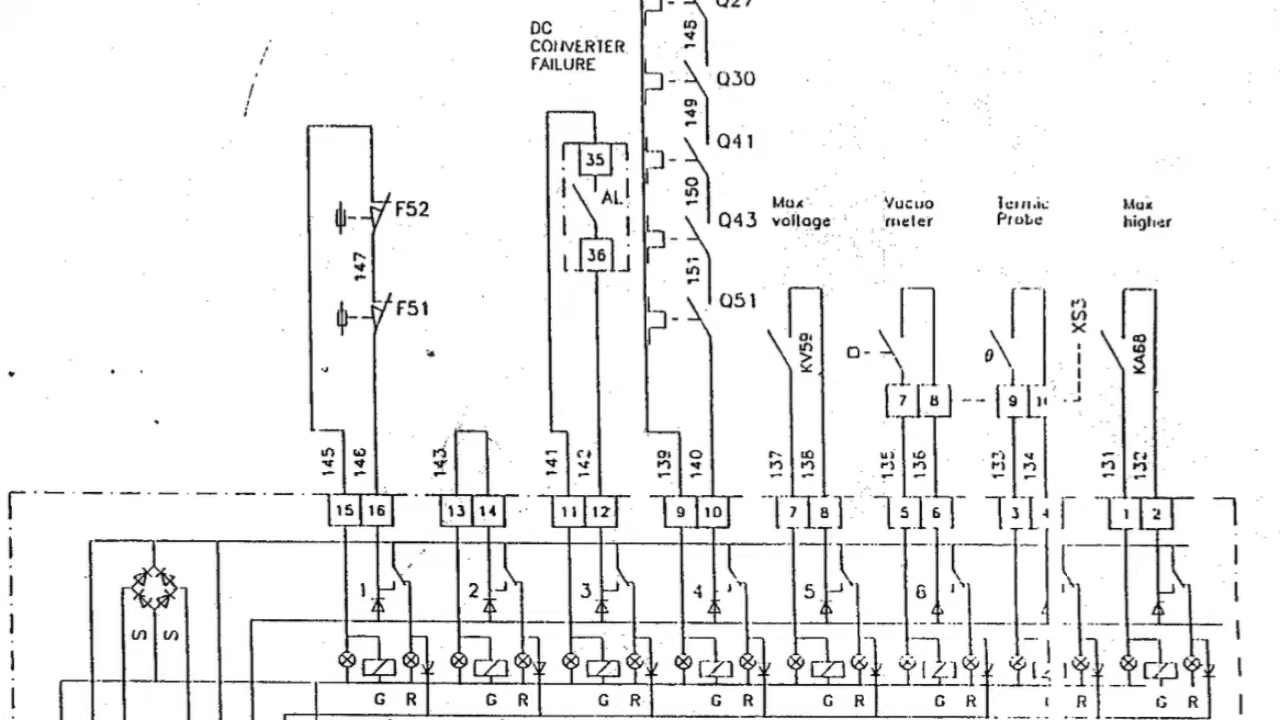 Q27
DC
CONVERTER
FAILURE
145
Q30
149
Q41
35
AL
150
F52
Max
voltage
Vacuo
meter
Termic
Probe
Max
higher
Q43
147
36
151
F51
Q51
XS3
KV59
θ
KA68
7 8
9
145 146 143 141 142 139 140 137 138 135 136 133 134 131 132
15 16 13 14 11 12 9 10 7 8 5 6 3 4 1 2
1 2 3 4 5 6
S S
G R G R G R G R G R G R R G R